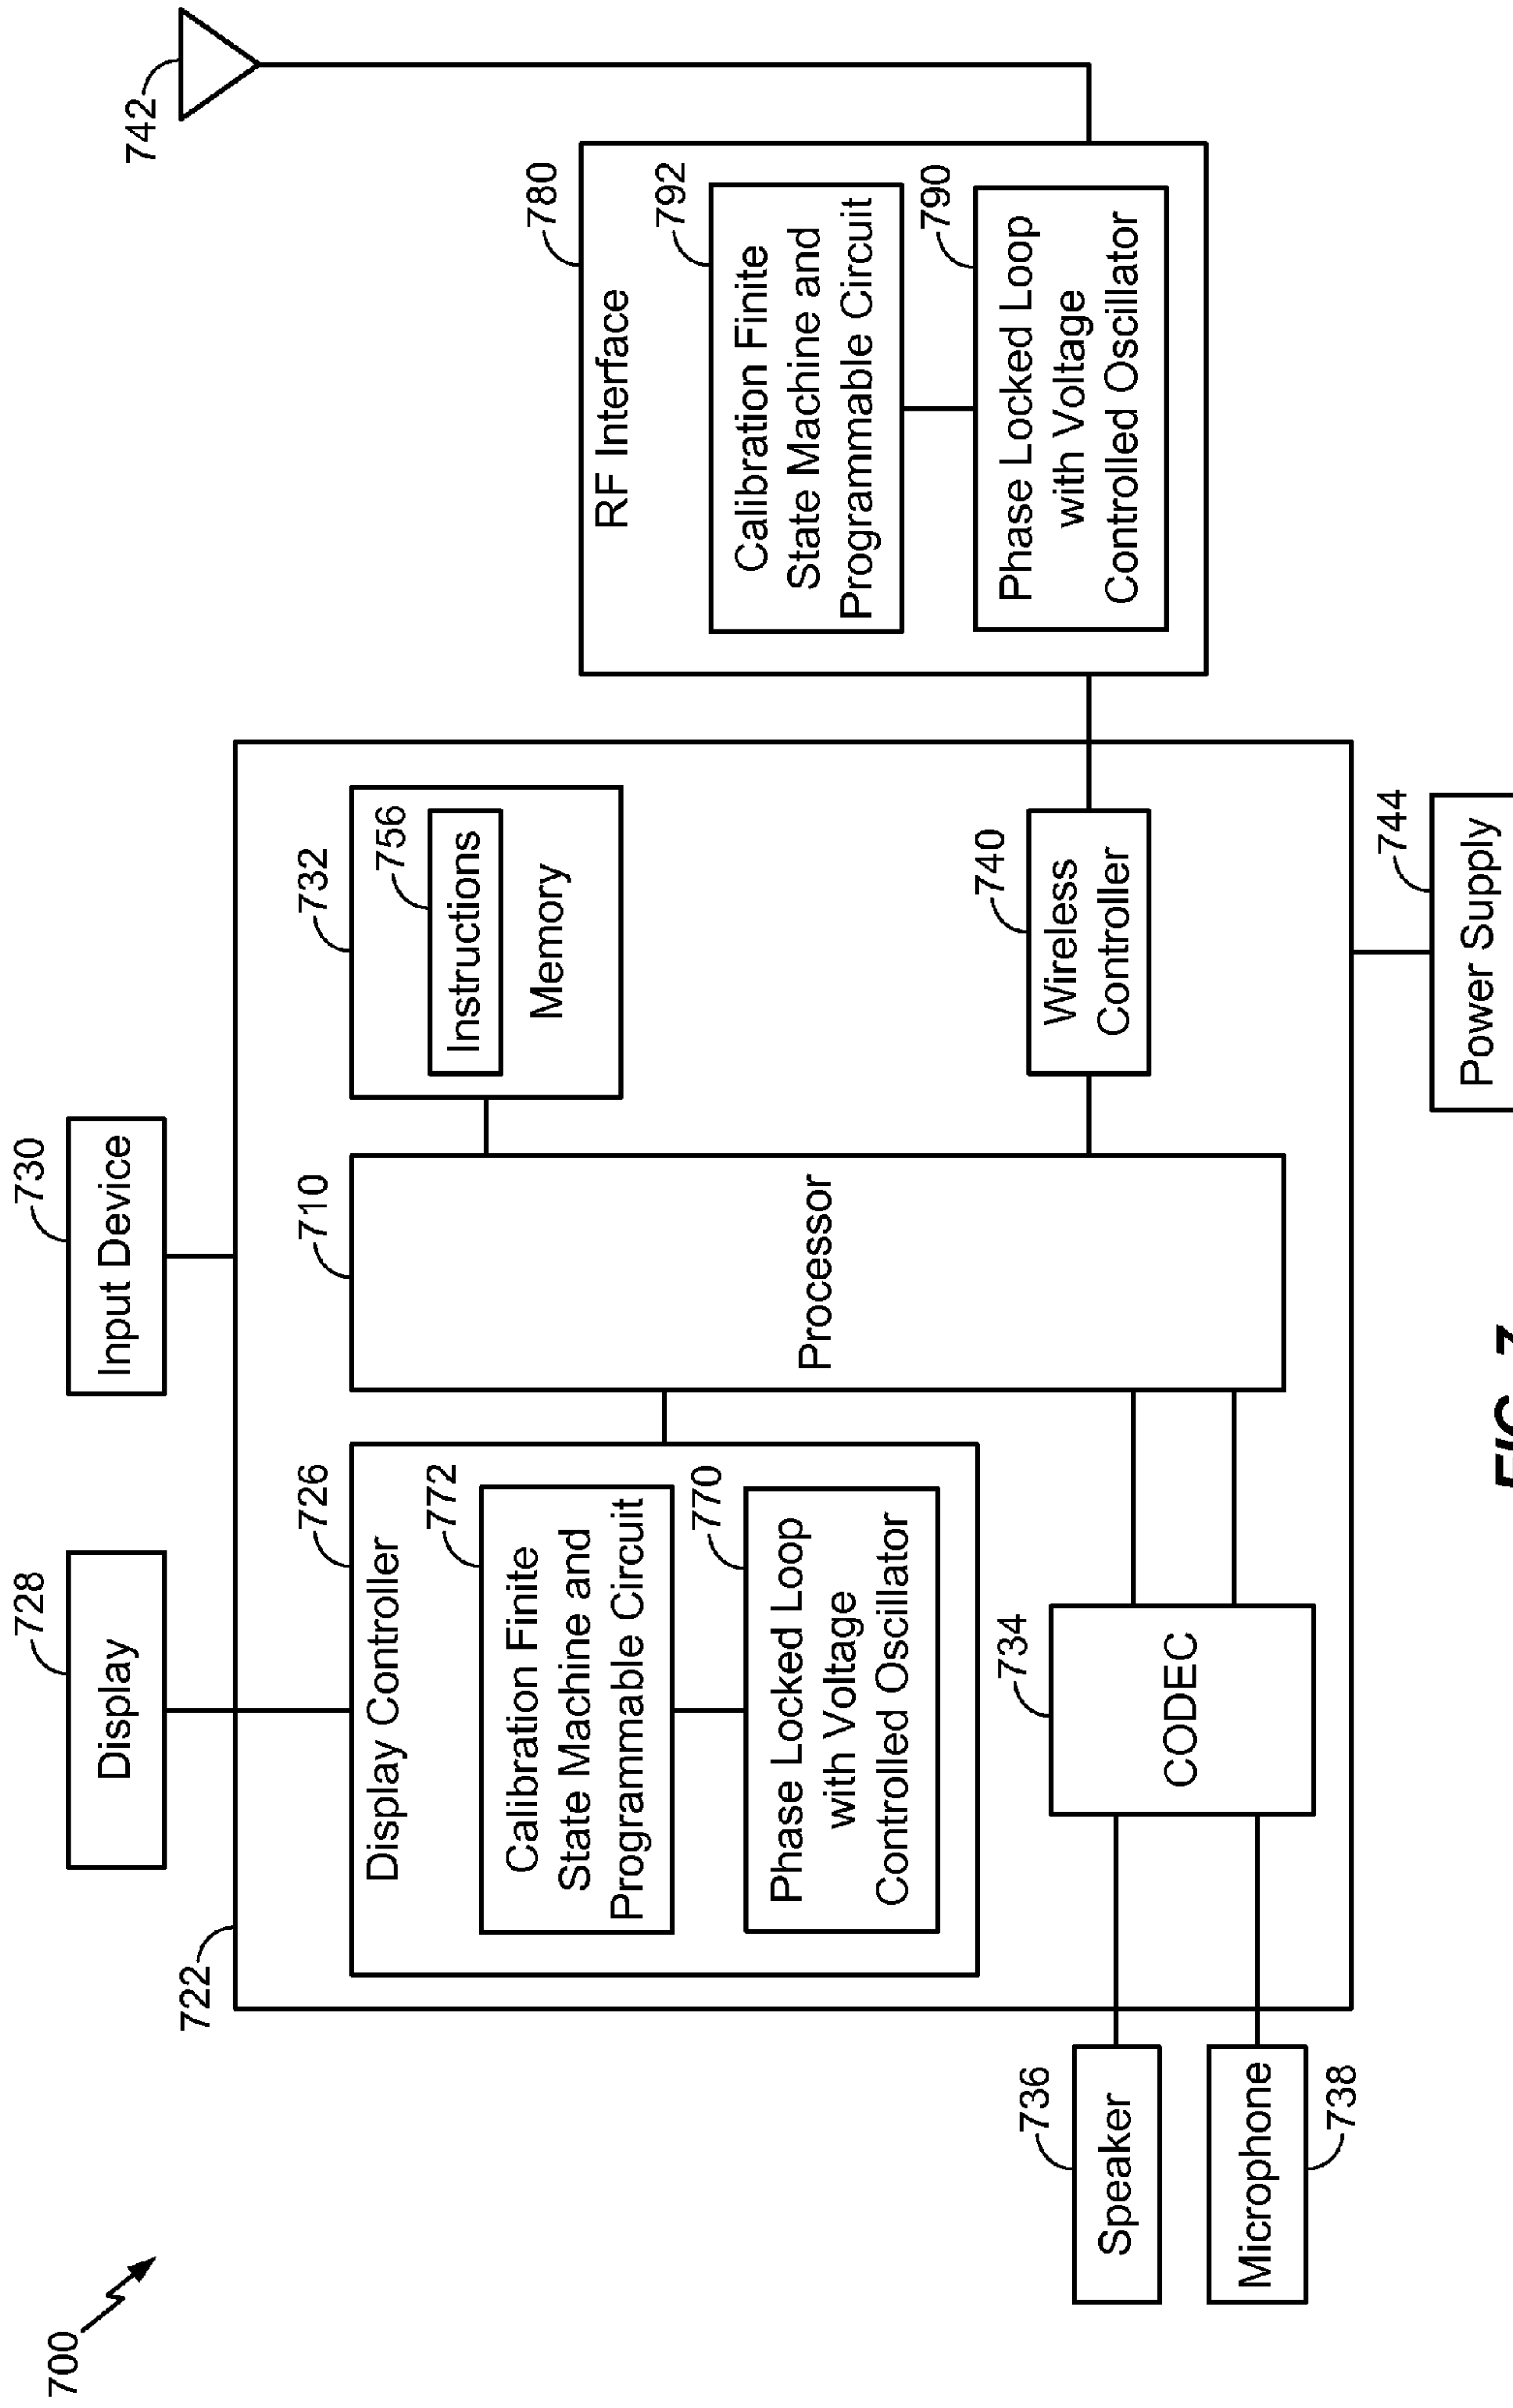 700
728
Display
730
Input Device
742
722
726
Display Controller
772
Calibration Finite
State Machine and
Programmable Circuit
770
Phase Locked Loop
with Voltage
Controlled Oscillator
710
Processor
732
756
Instructions
Memory
780
RF Interface
792
Calibration Finite
State Machine and
Programmable Circuit
790
Phase Locked Loop
with Voltage
Controlled Oscillator
734
CODEC
740
Wireless
Controller
736
Speaker
Microphone
738
744
Power Supply
FIG. 7